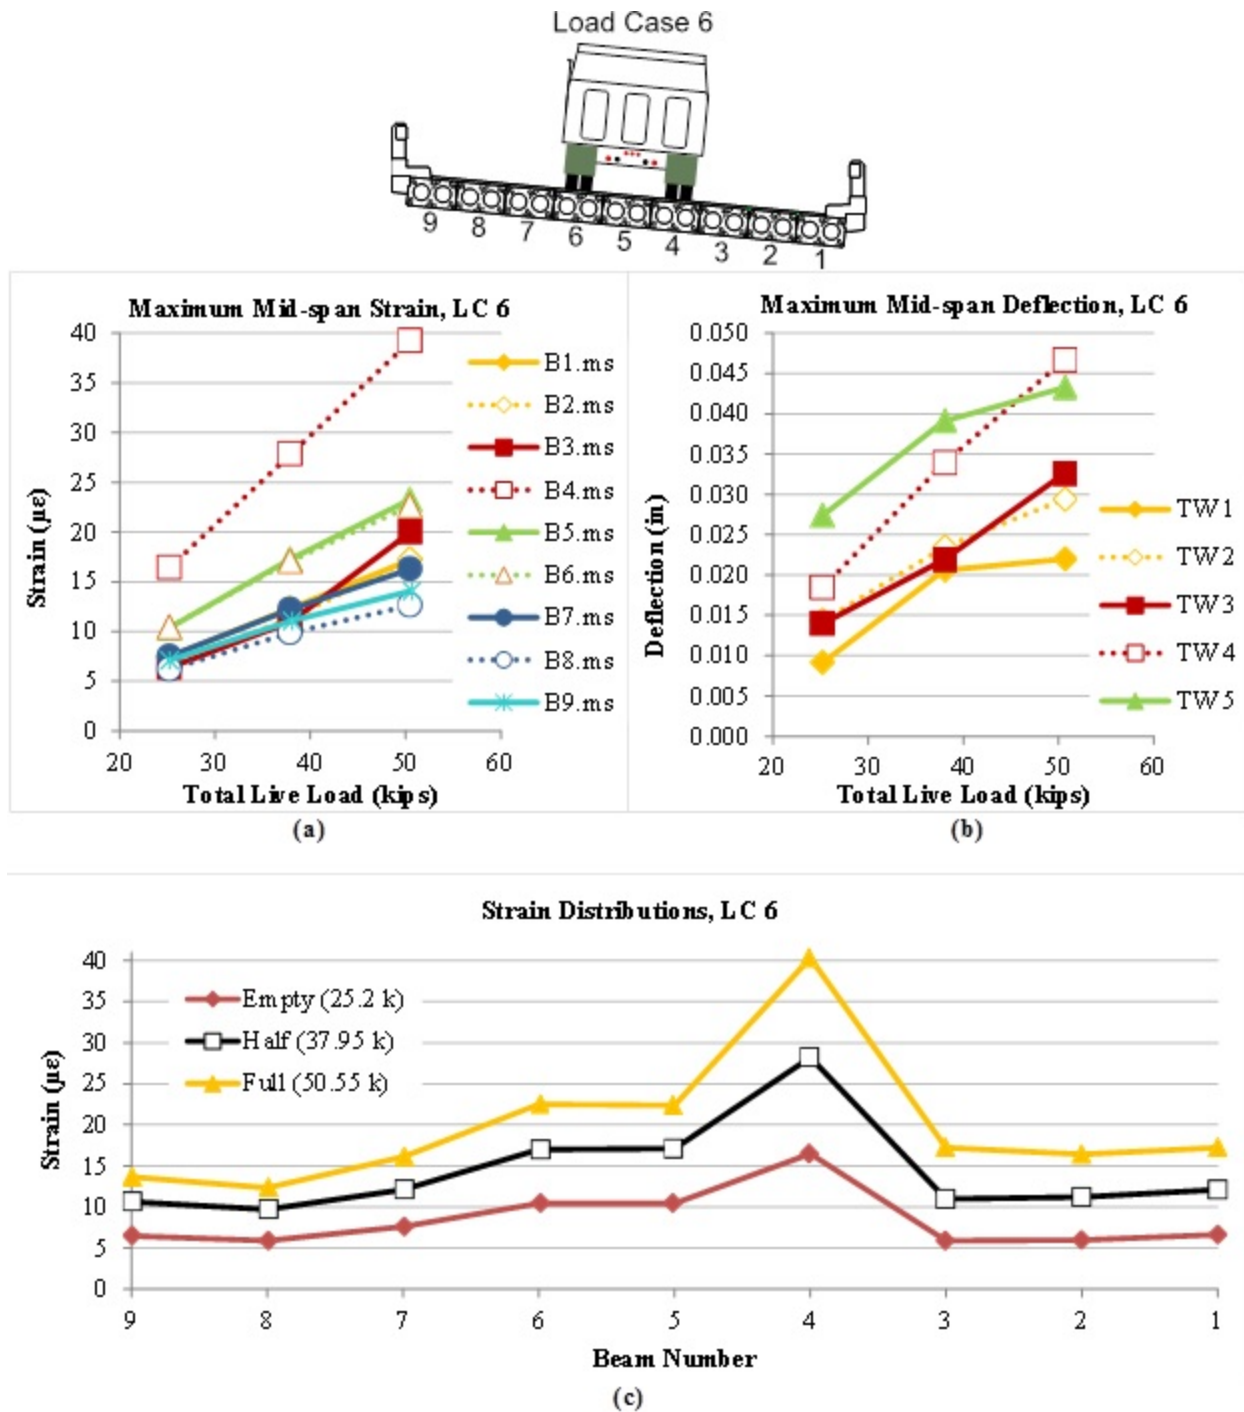 Load Case 6
9 8 7 6 5 4 3 2 1
Maximum Mid-span Strain, LC 6
40
35
30
25
20
15
10
5
0
Strain (µε)
20 30 40 50 60
Total Live Load (kips)
B1.ms
B2.ms
B3.ms
B4.ms
B5.ms
B6.ms
B7.ms
B8.ms
B9.ms
(a)
Maximum Mid-span Deflection, LC 6
0.050
0.045
0.040
0.035
0.030
0.025
0.020
0.015
0.010
0.005
0.000
Deflection (in)
20 30 40 50 60
Total Live Load (kips)
TW1
TW2
TW3
TW4
TW5
(b)
Strain Distributions, LC 6
40
35
30
25
20
15
10
5
0
Strain (µε)
Empty (25.2 k)
Half (37.95 k)
Full (50.55 k)
9 8 7 6 5 4 3 2 1
Beam Number
(c)